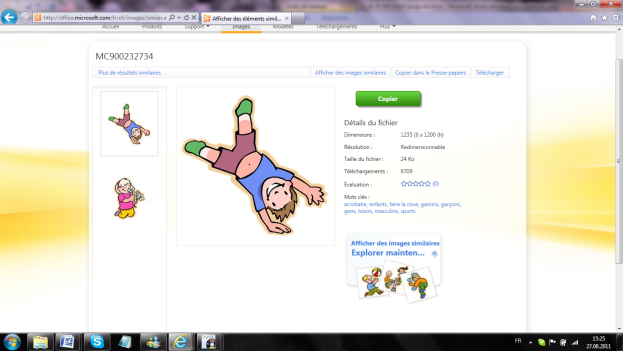 http://office.microsoft.com/fr-ch/images/similar.a
Afficher des éléments simil...
Accueil Produits Support Images Modèles Téléchargements Plus
MC900232734
Plus de résultats similaires
Afficher des images similaires Copier dans le Presse-papiers Télécharger
Copier
Détails du fichier
Dimensions : 1235 (l) x 1200 (h)
Résolution : Redimensionnable
Taille du fichier : 24 Ko
Téléchargements : 6709
Évaluation : (0)
Mots clés :
acrobatie, enfants, faire la roue, gamins, garçons,
gens, loisirs, masculins, sports
Afficher des images similaires
Explorer mainten...
FR
15:25
27.08.2011